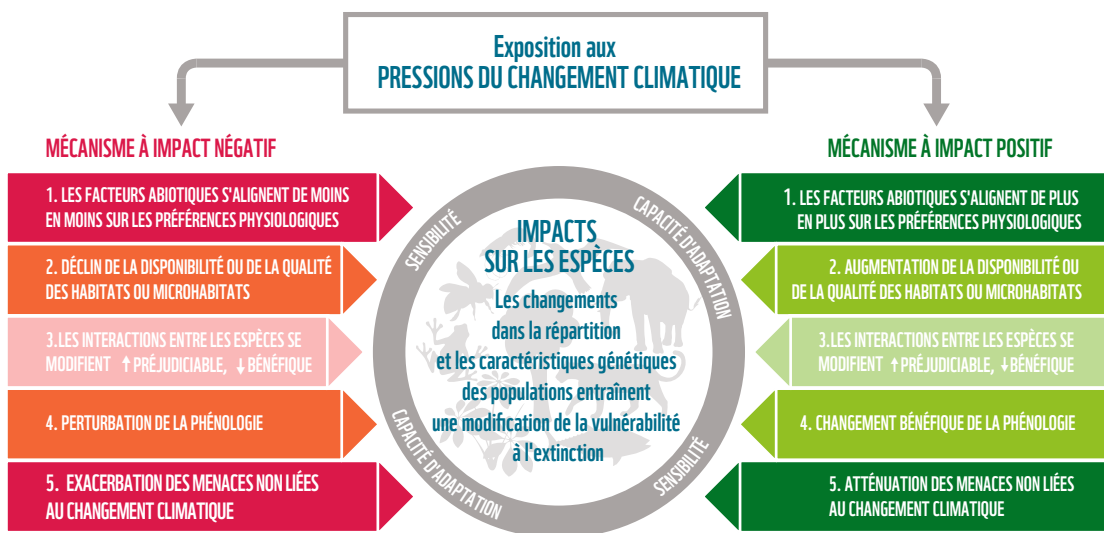 Exposition aux
PRESSIONS DU CHANGEMENT CLIMATIQUE
MÉCANISME À IMPACT NÉGATIF
1. LES FACTEURS ABIOTIQUES S'ALIGNENT DE MOINS
EN MOINS SUR LES PRÉFÉRENCES PHYSIOLOGIQUES
2. DÉCLIN DE LA DISPONIBILITÉ OU DE LA QUALITÉ
DES HABITATS OU MICROHABITATS
3.LES INTERACTIONS ENTRE LES ESPÈCES SE
MODIFIENT ↑ PRÉJUDICIABLE, ↓ BÉNÉFIQUE
4. PERTURBATION DE LA PHÉNOLOGIE
5. EXACERBATION DES MENACES NON LIÉES
AU CHANGEMENT CLIMATIQUE
SENSIBILITÉ
CAPACITÉ D'ADAPTATION
IMPACTS
SUR LES ESPÈCES
Les changements
dans la répartition
et les caractéristiques génétiques
des populations entraînent
une modification de la vulnérabilité
à l'extinction
CAPACITÉ D'ADAPTATION
SENSIBILITÉ
MÉCANISME À IMPACT POSITIF
1. LES FACTEURS ABIOTIQUES S'ALIGNENT DE PLUS
EN PLUS SUR LES PRÉFÉRENCES PHYSIOLOGIQUES
2. AUGMENTATION DE LA DISPONIBILITÉ OU
DE LA QUALITÉ DES HABITATS OU MICROHABITATS
3.LES INTERACTIONS ENTRE LES ESPÈCES SE
MODIFIENT ↑ PRÉJUDICIABLE, ↓ BÉNÉFIQUE
4. CHANGEMENT BÉNÉFIQUE DE LA PHÉNOLOGIE
5. ATTÉNUATION DES MENACES NON LIÉES
AU CHANGEMENT CLIMATIQUE